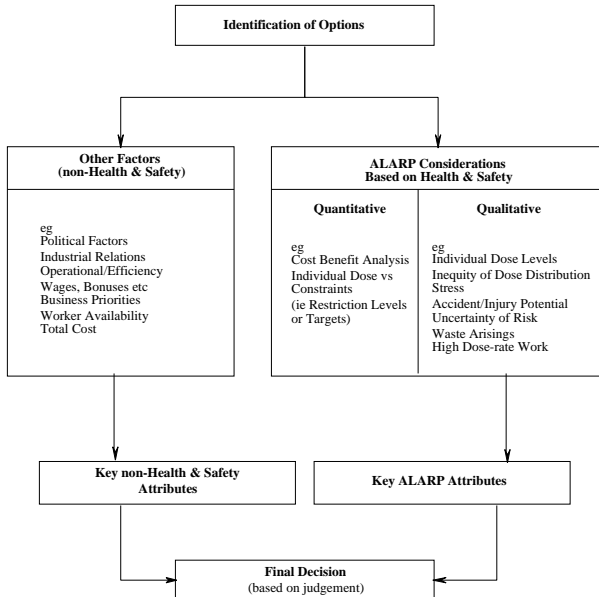 Identification of Options
Other Factors
(non-Health & Safety)
eg
Political Factors
Industrial Relations
Operational/Efficiency
Wages, Bonuses etc
Business Priorities
Worker Availability
Total Cost
ALARP Considerations
Based on Health & Safety
Quantitative
eg
Cost Benefit Analysis
Individual Dose vs
Constraints
(ie Restriction Levels
or Targets)
Qualitative
eg
Individual Dose Levels
Inequity of Dose Distribution
Stress
Accident/Injury Potential
Uncertainty of Risk
Waste Arisings
High Dose-rate Work
Key non-Health & Safety
Attributes
Key ALARP Attributes
Final Decision
(based on judgement)